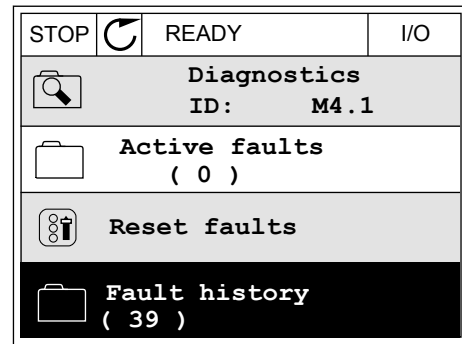 STOP READY I/O
Diagnostics
ID: M4.1
Active faults
( 0 )
Reset faults
Fault history
( 39 )